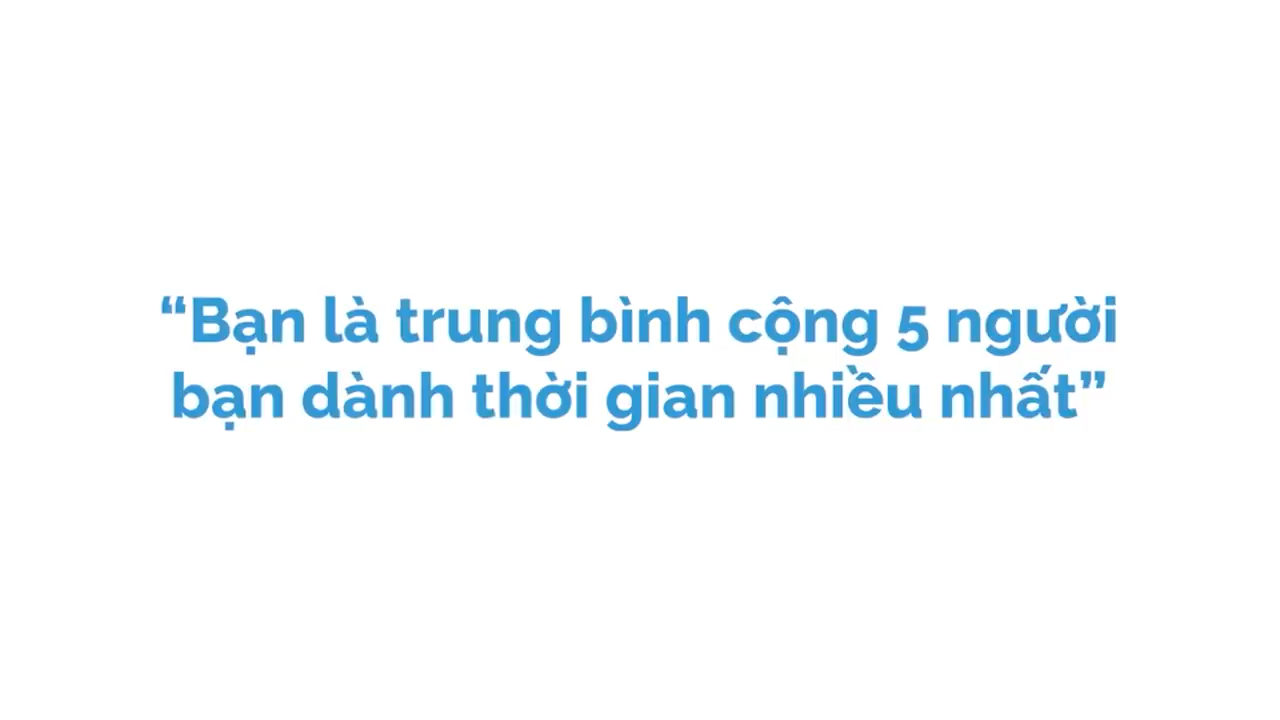 “Bạn là trung bình cộng 5 người
bạn dành thời gian nhiều nhất”